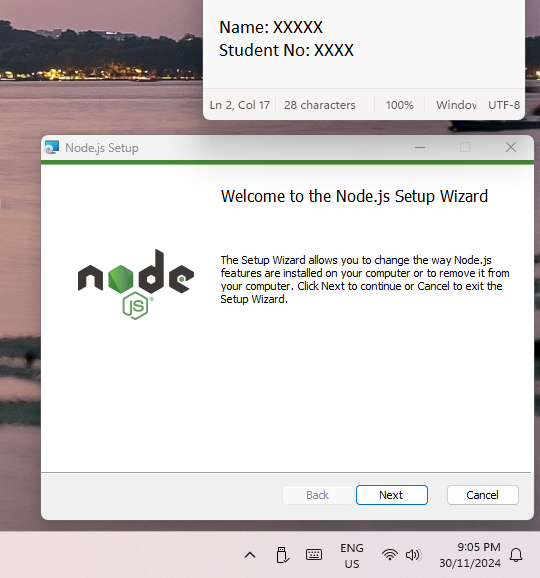 Name: XXXXX
Student No: XXXX
Ln 2, Col 17 28 characters 100% Window UTF-8
Node.js Setup
Welcome to the Node.js Setup Wizard
node
JS
The Setup Wizard allows you to change the way Node.js
features are installed on your computer or to remove it from
your computer. Click Next to continue or Cancel to exit the
Setup Wizard.
Back Next Cancel
ENG
US
9:05 PM
30/11/2024